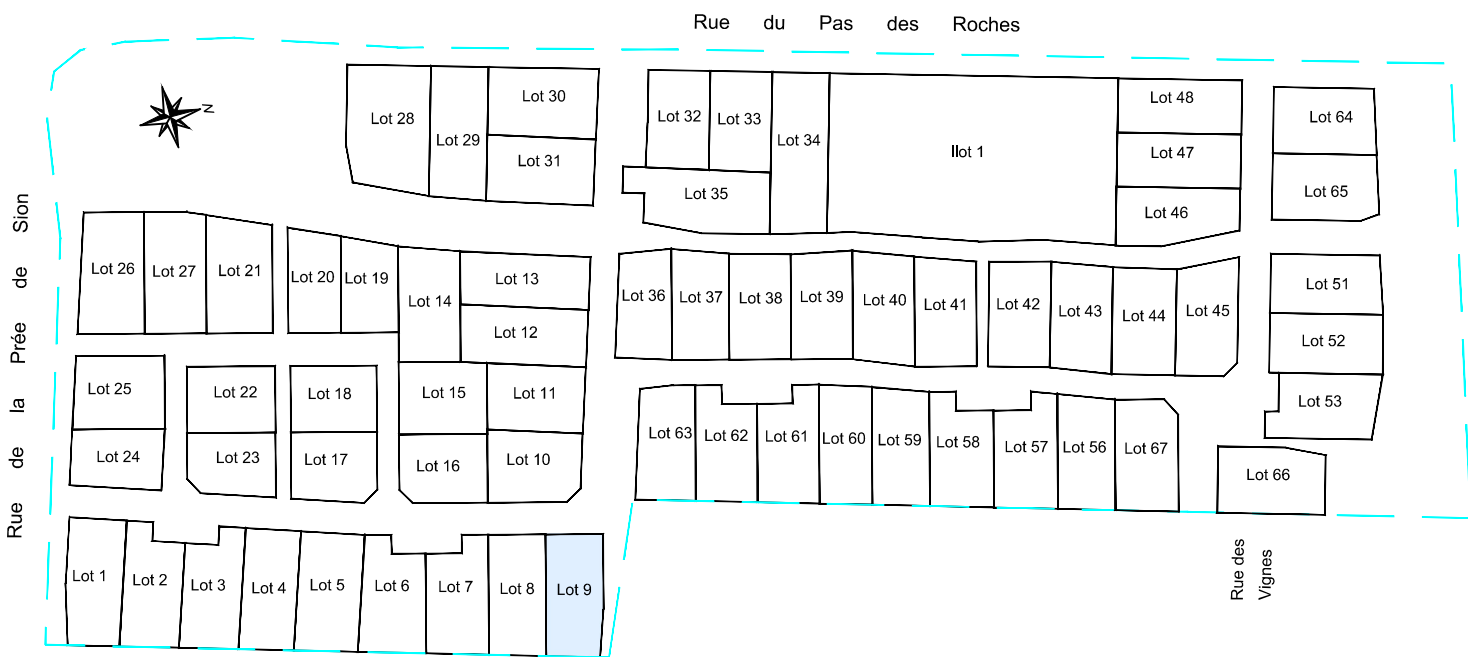 Rue du Pas des Roches
N
Lot 28
Lot 29
Lot 30
Lot 31
Lot 32
Lot 33
Lot 34
Lot 35
Ilot 1
Lot 48
Lot 47
Lot 46
Lot 64
Lot 65
Rue de la Prée de Sion
Lot 26
Lot 27
Lot 21
Lot 20
Lot 19
Lot 14
Lot 13
Lot 12
Lot 36
Lot 37
Lot 38
Lot 39
Lot 40
Lot 41
Lot 42
Lot 43
Lot 44
Lot 45
Lot 51
Lot 52
Lot 53
Lot 25
Lot 24
Lot 22
Lot 23
Lot 18
Lot 17
Lot 15
Lot 16
Lot 11
Lot 10
Lot 63
Lot 62
Lot 61
Lot 60
Lot 59
Lot 58
Lot 57
Lot 56
Lot 67
Lot 66
Lot 1
Lot 2
Lot 3
Lot 4
Lot 5
Lot 6
Lot 7
Lot 8
Lot 9
Rue des
Vignes